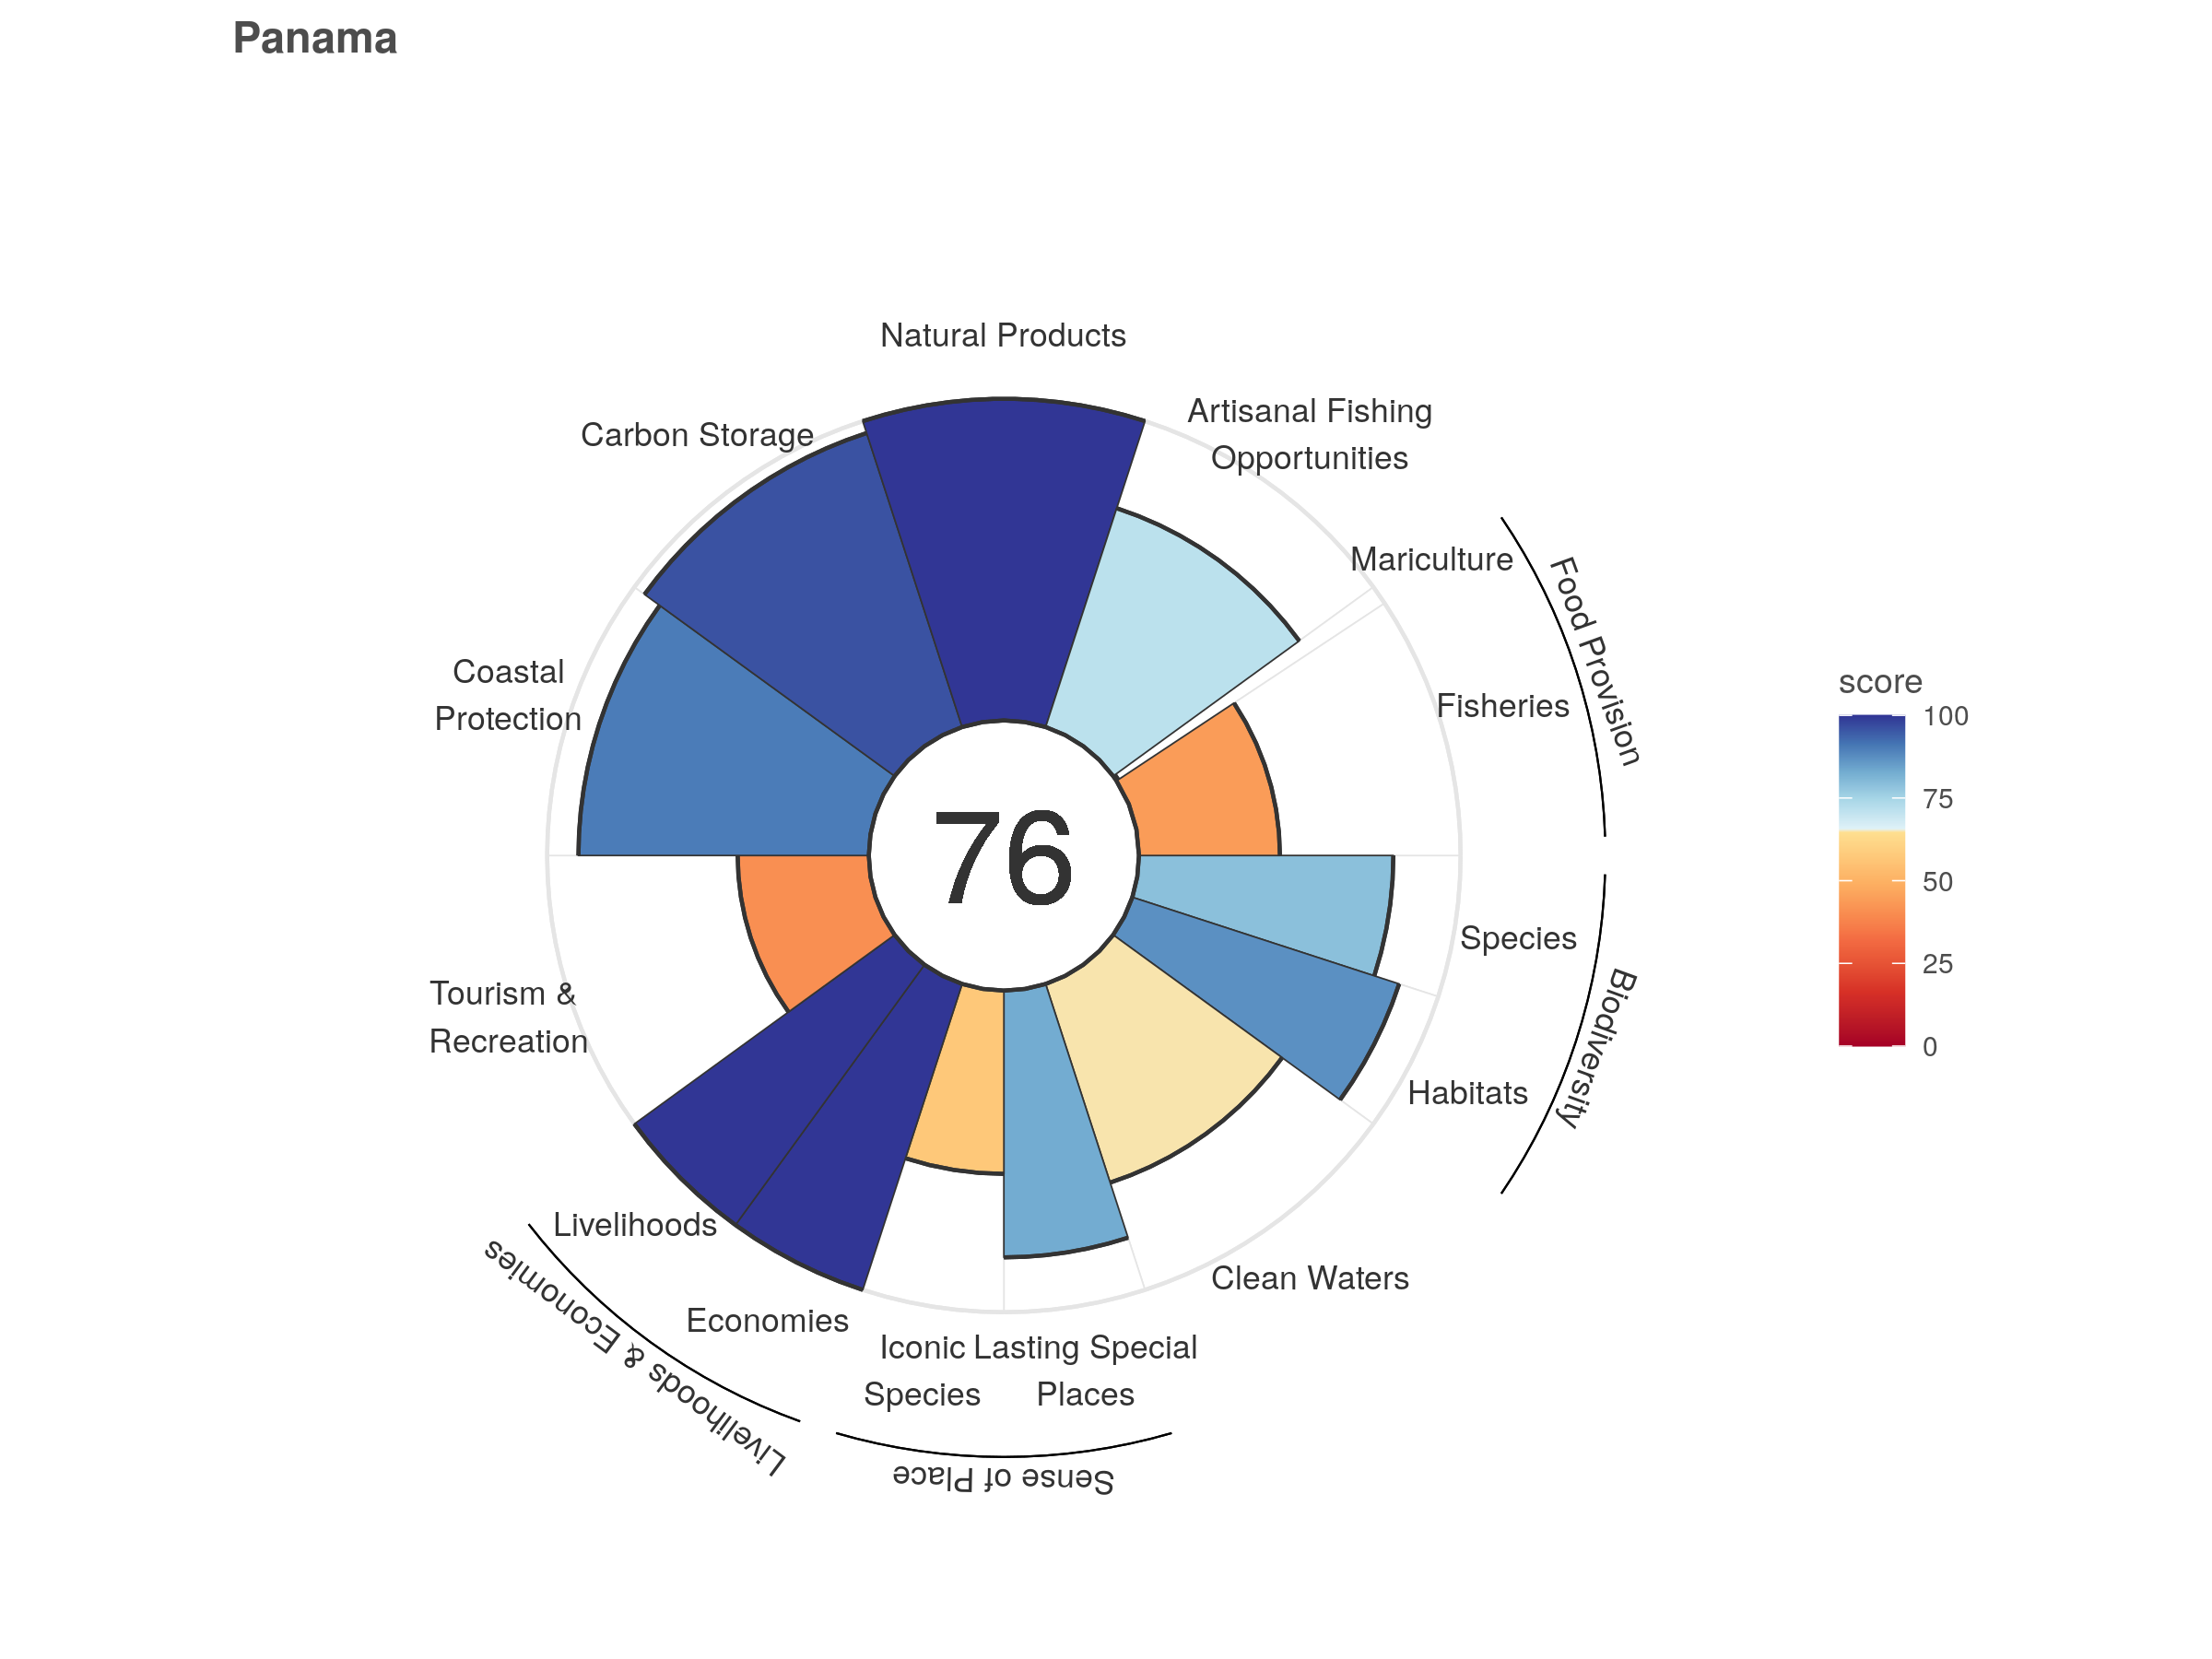 Panama
Natural Products
Artisanal Fishing
Opportunities
Carbon Storage
Mariculture
Food Provision
Fisheries
Coastal
Protection
score
100
75
50
25
0
76
Species
Biodiversity
Tourism &
Recreation
Habitats
Livelihoods
Clean Waters
Economies
Livelihoods & Economies
Iconic
Species
Lasting Special
Places
Sense of Place